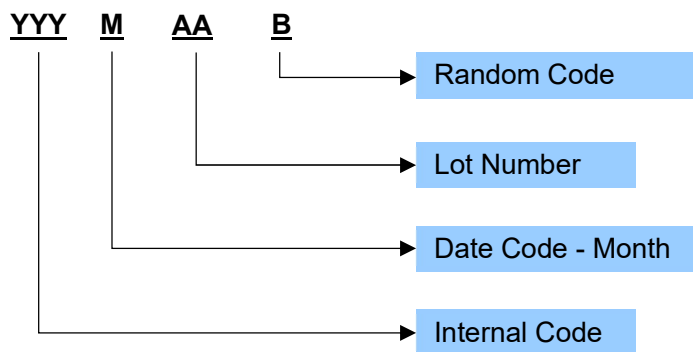 YYY M AA B
Random Code
Lot Number
Date Code - Month
Internal Code